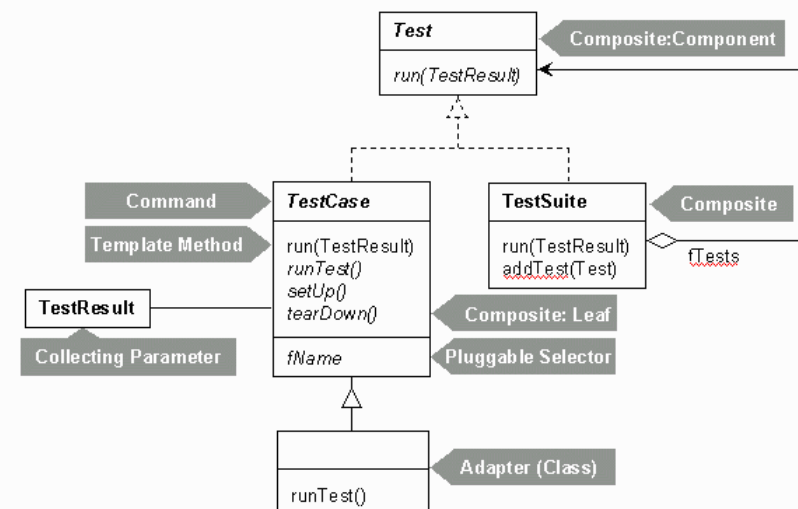 Test
Composite:Component
run(TestResult)
Command
TestCase
TestSuite
Composite
Template Method
run(TestResult)
runTest()
setUp()
tearDown()
run(TestResult)
addTest(Test)
fTests
TestResult
Composite: Leaf
Collecting Parameter
fName
Pluggable Selector
Adapter (Class)
runTest()